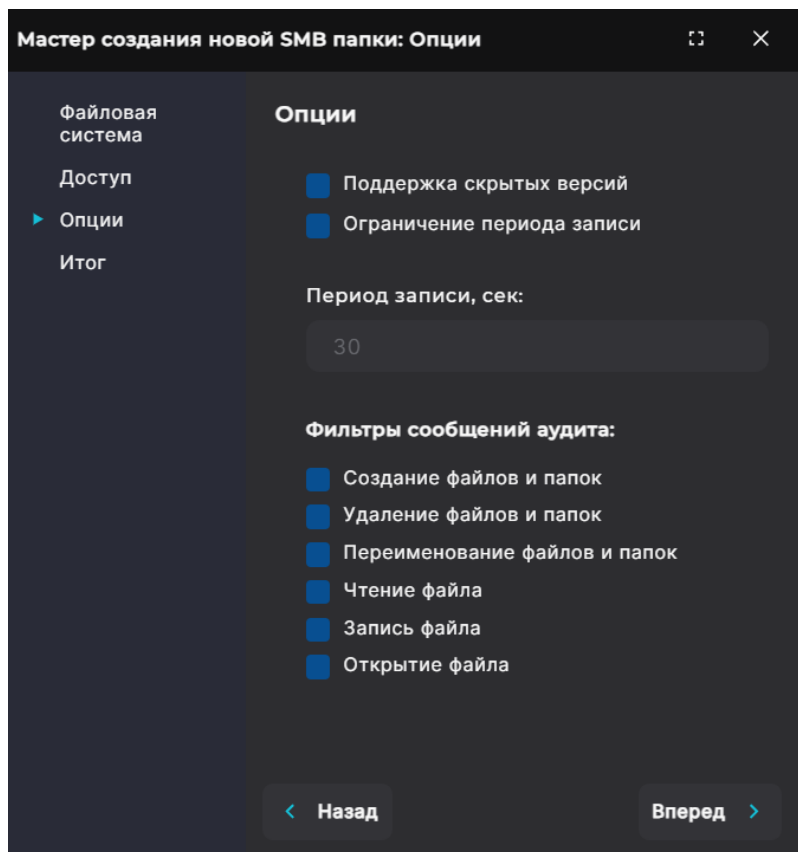 Мастер создания новой SMB папки: Опции
Файловая
система
Доступ
Опции
Итог
Опции
Поддержка скрытых версий
Ограничение периода записи
Период записи, сек:
30
Фильтры сообщений аудита:
Создание файлов и папок
Удаление файлов и папок
Переименование файлов и папок
Чтение файла
Запись файла
Открытие файла
Назад
Вперед